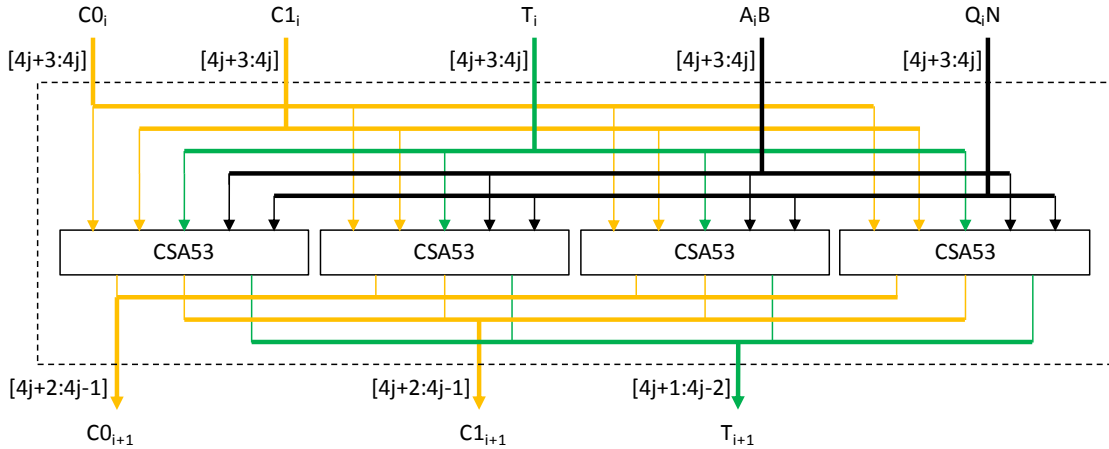 C0i C1i Ti AiB QiN
[4j+3:4j] [4j+3:4j] [4j+3:4j] [4j+3:4j] [4j+3:4j]
CSA53 CSA53 CSA53 CSA53
[4j+2:4j-1] [4j+2:4j-1] [4j+1:4j-2]
C0i+1 C1i+1 Ti+1